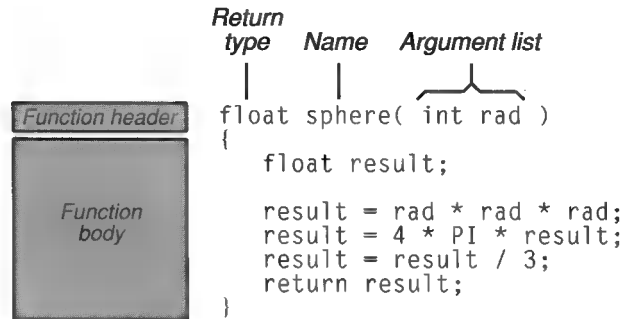 Return
type Name Argument list
Function header
float sphere( int rad )
{
float result;
Function
body
result = rad * rad * rad;
result = 4 * PI * result;
result = result / 3;
return result;
}